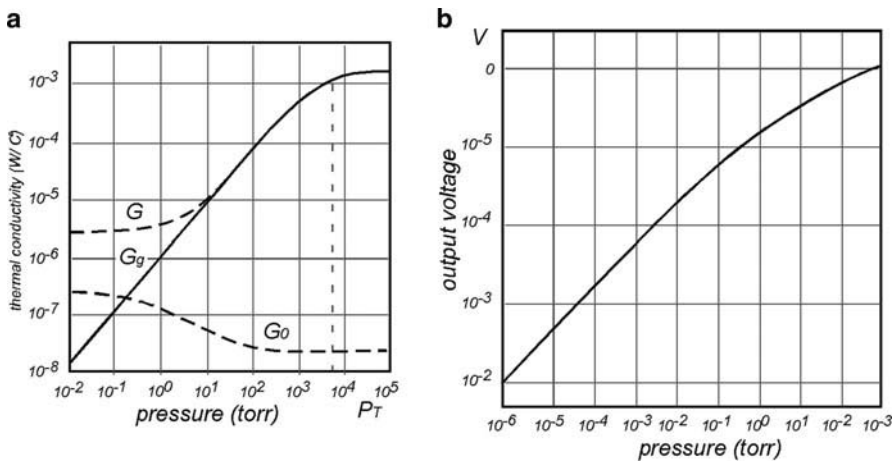 a
thermal conductivity (W/C)
10-3
10-4
10-5
10-6
10-7
10-8
G
Gg
G0
10-2 10-1 100 101 102 103 104 105
pressure (torr) PT
b
V
output voltage
0
10-5
10-4
10-3
10-2
10-6 10-5 10-4 10-3 10-2 10-1 100 101 10-2 10-3
pressure (torr)